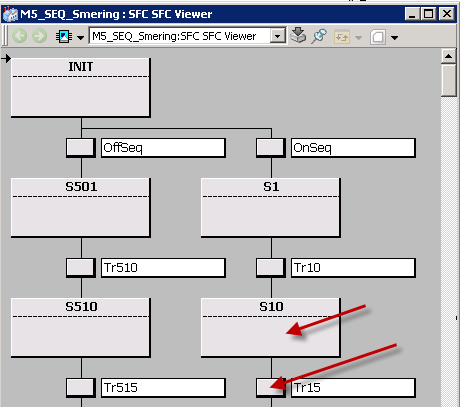 M5_SEQ_Smering : SFC SFC Viewer
M5_SEQ_Smering:SFC SFC Viewer
INIT
OffSeq OnSeq
S501 S1
Tr510 Tr10
S510 S10
Tr515 Tr15